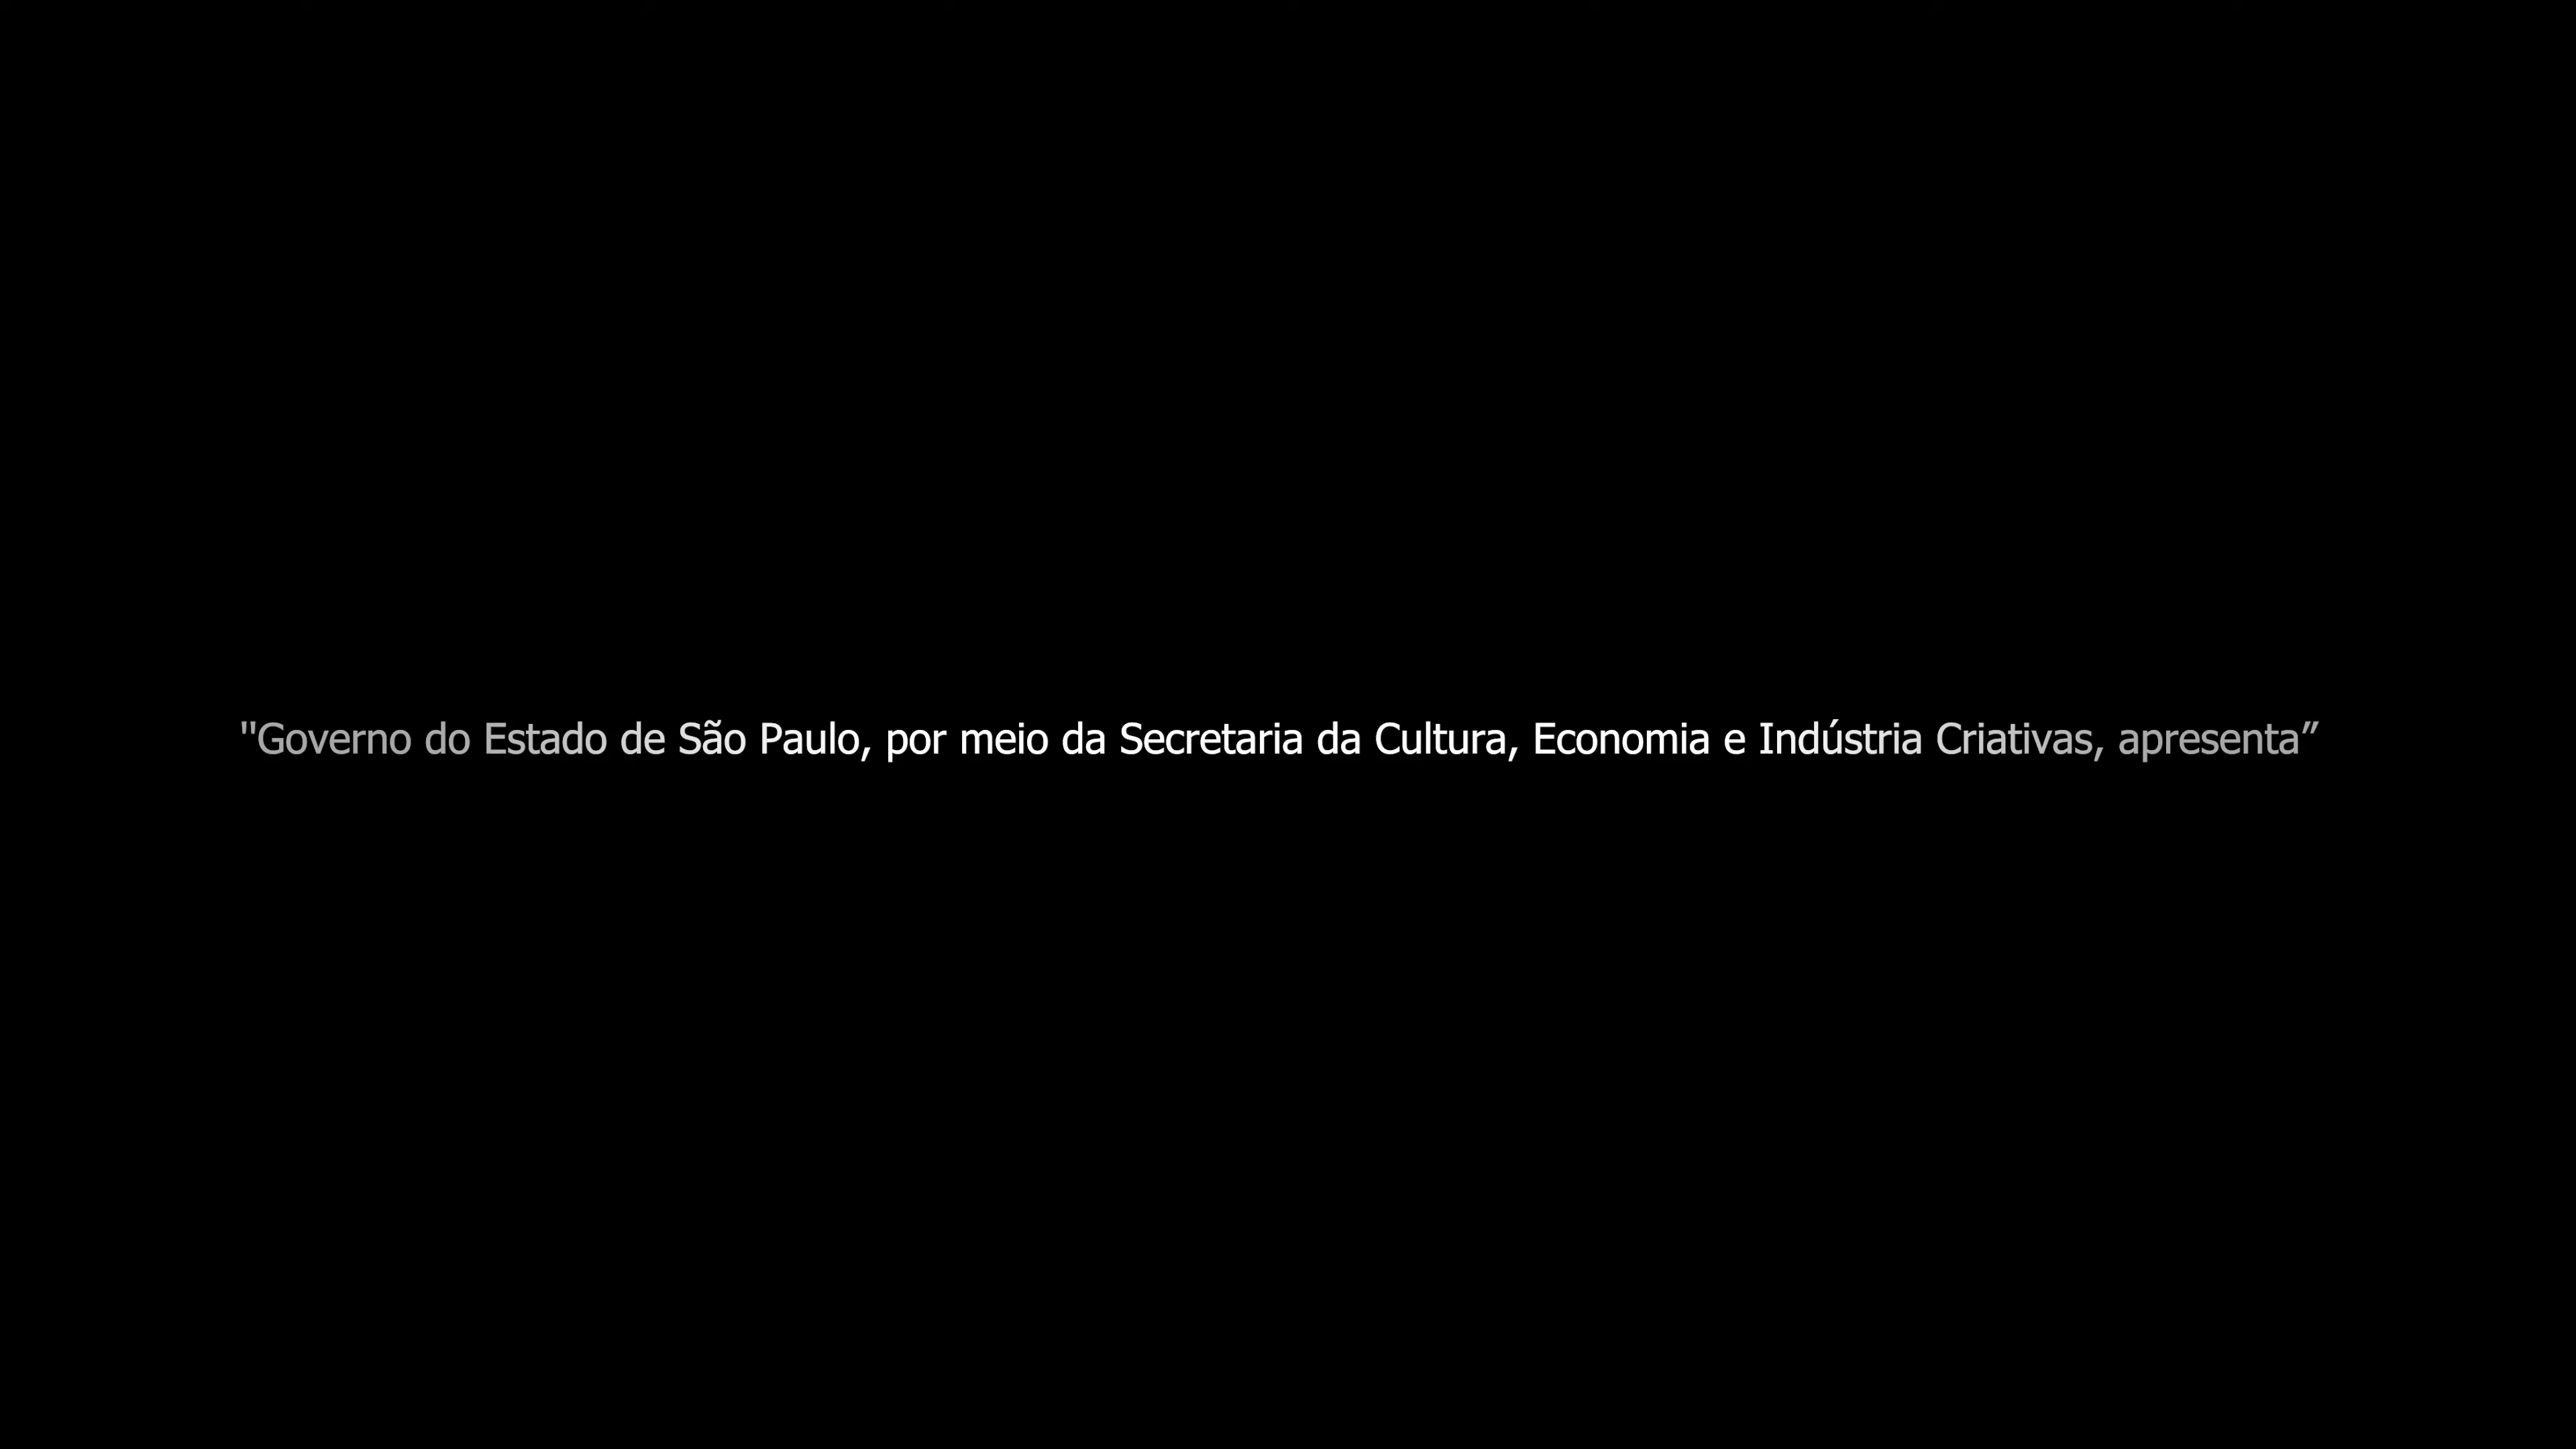 "Governo do Estado de São Paulo, por meio da Secretaria da Cultura, Economia e Indústria Criativas, apresenta”